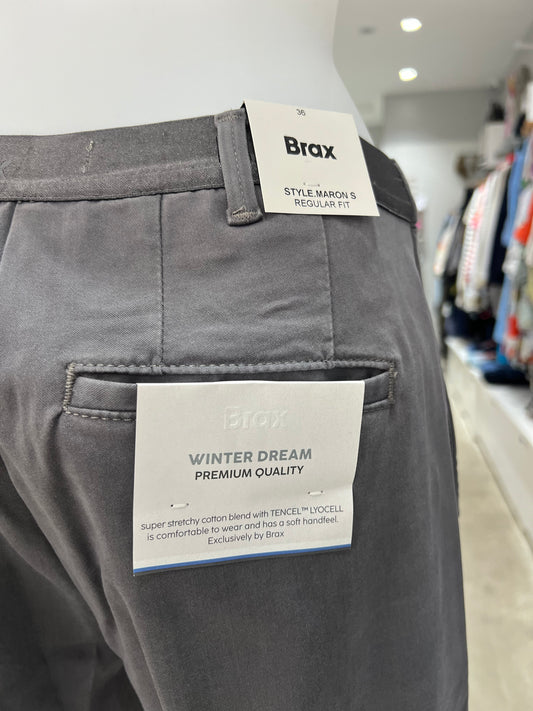 36
Brax
STYLE.MARON S
REGULAR FIT
Brax
WINTER DREAM
PREMIUM QUALITY
super stretchy cotton blend with TENCEL™ LYOCELL
is comfortable to wear and has a soft handfeel.
Exclusively by Brax